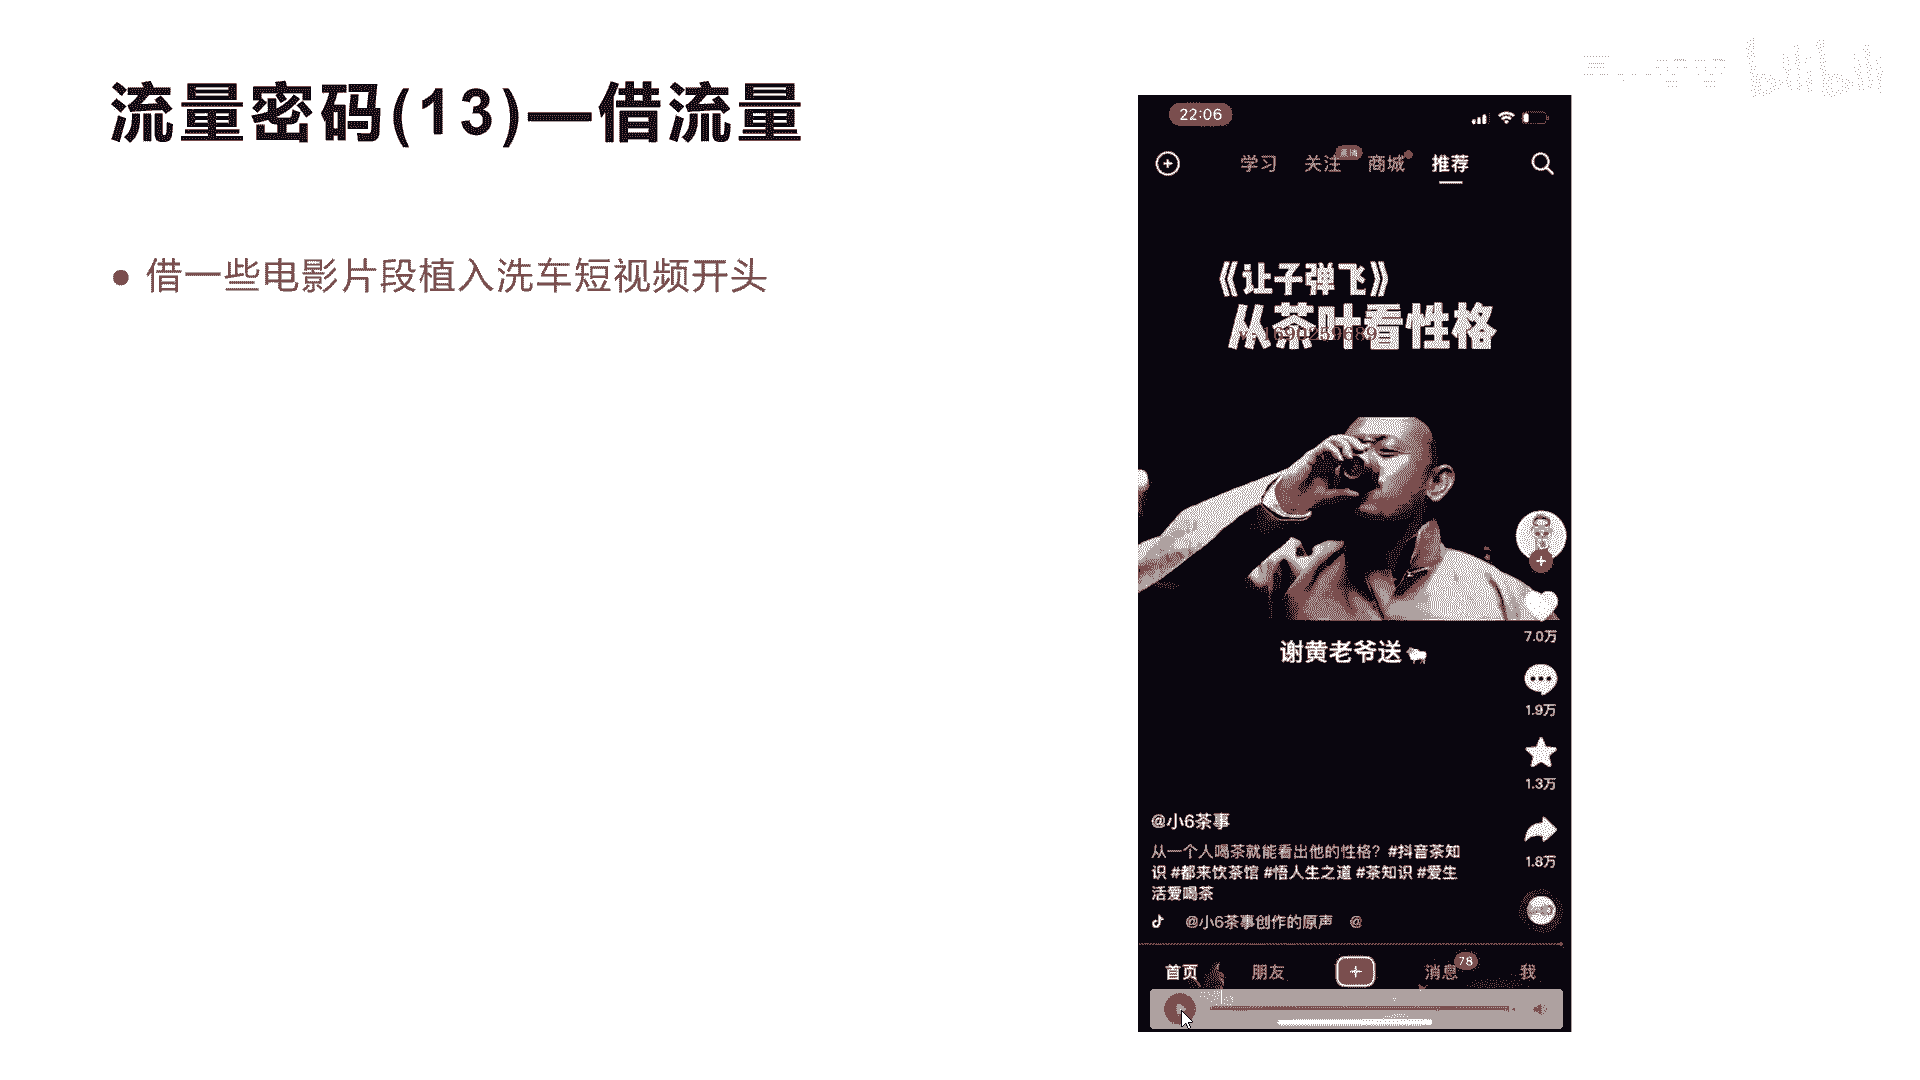 流量密码(13)—借流量
bilibili
• 借一些电影片段植入洗车短视频开头
22:06
学习 关注 商城 推荐
《让子弹飞》
从茶叶看性格
谢黄老爷送🐑
7.0万
1.9万
1.3万
1.8万
@小6茶事
从一个人喝茶就能看出他的性格？#抖音茶知
识 #都来饮茶馆 #悟人生之道 #茶知识 #爱生
活爱喝茶
@小6茶事创作的原声 @
首页 朋友 消息 78 我